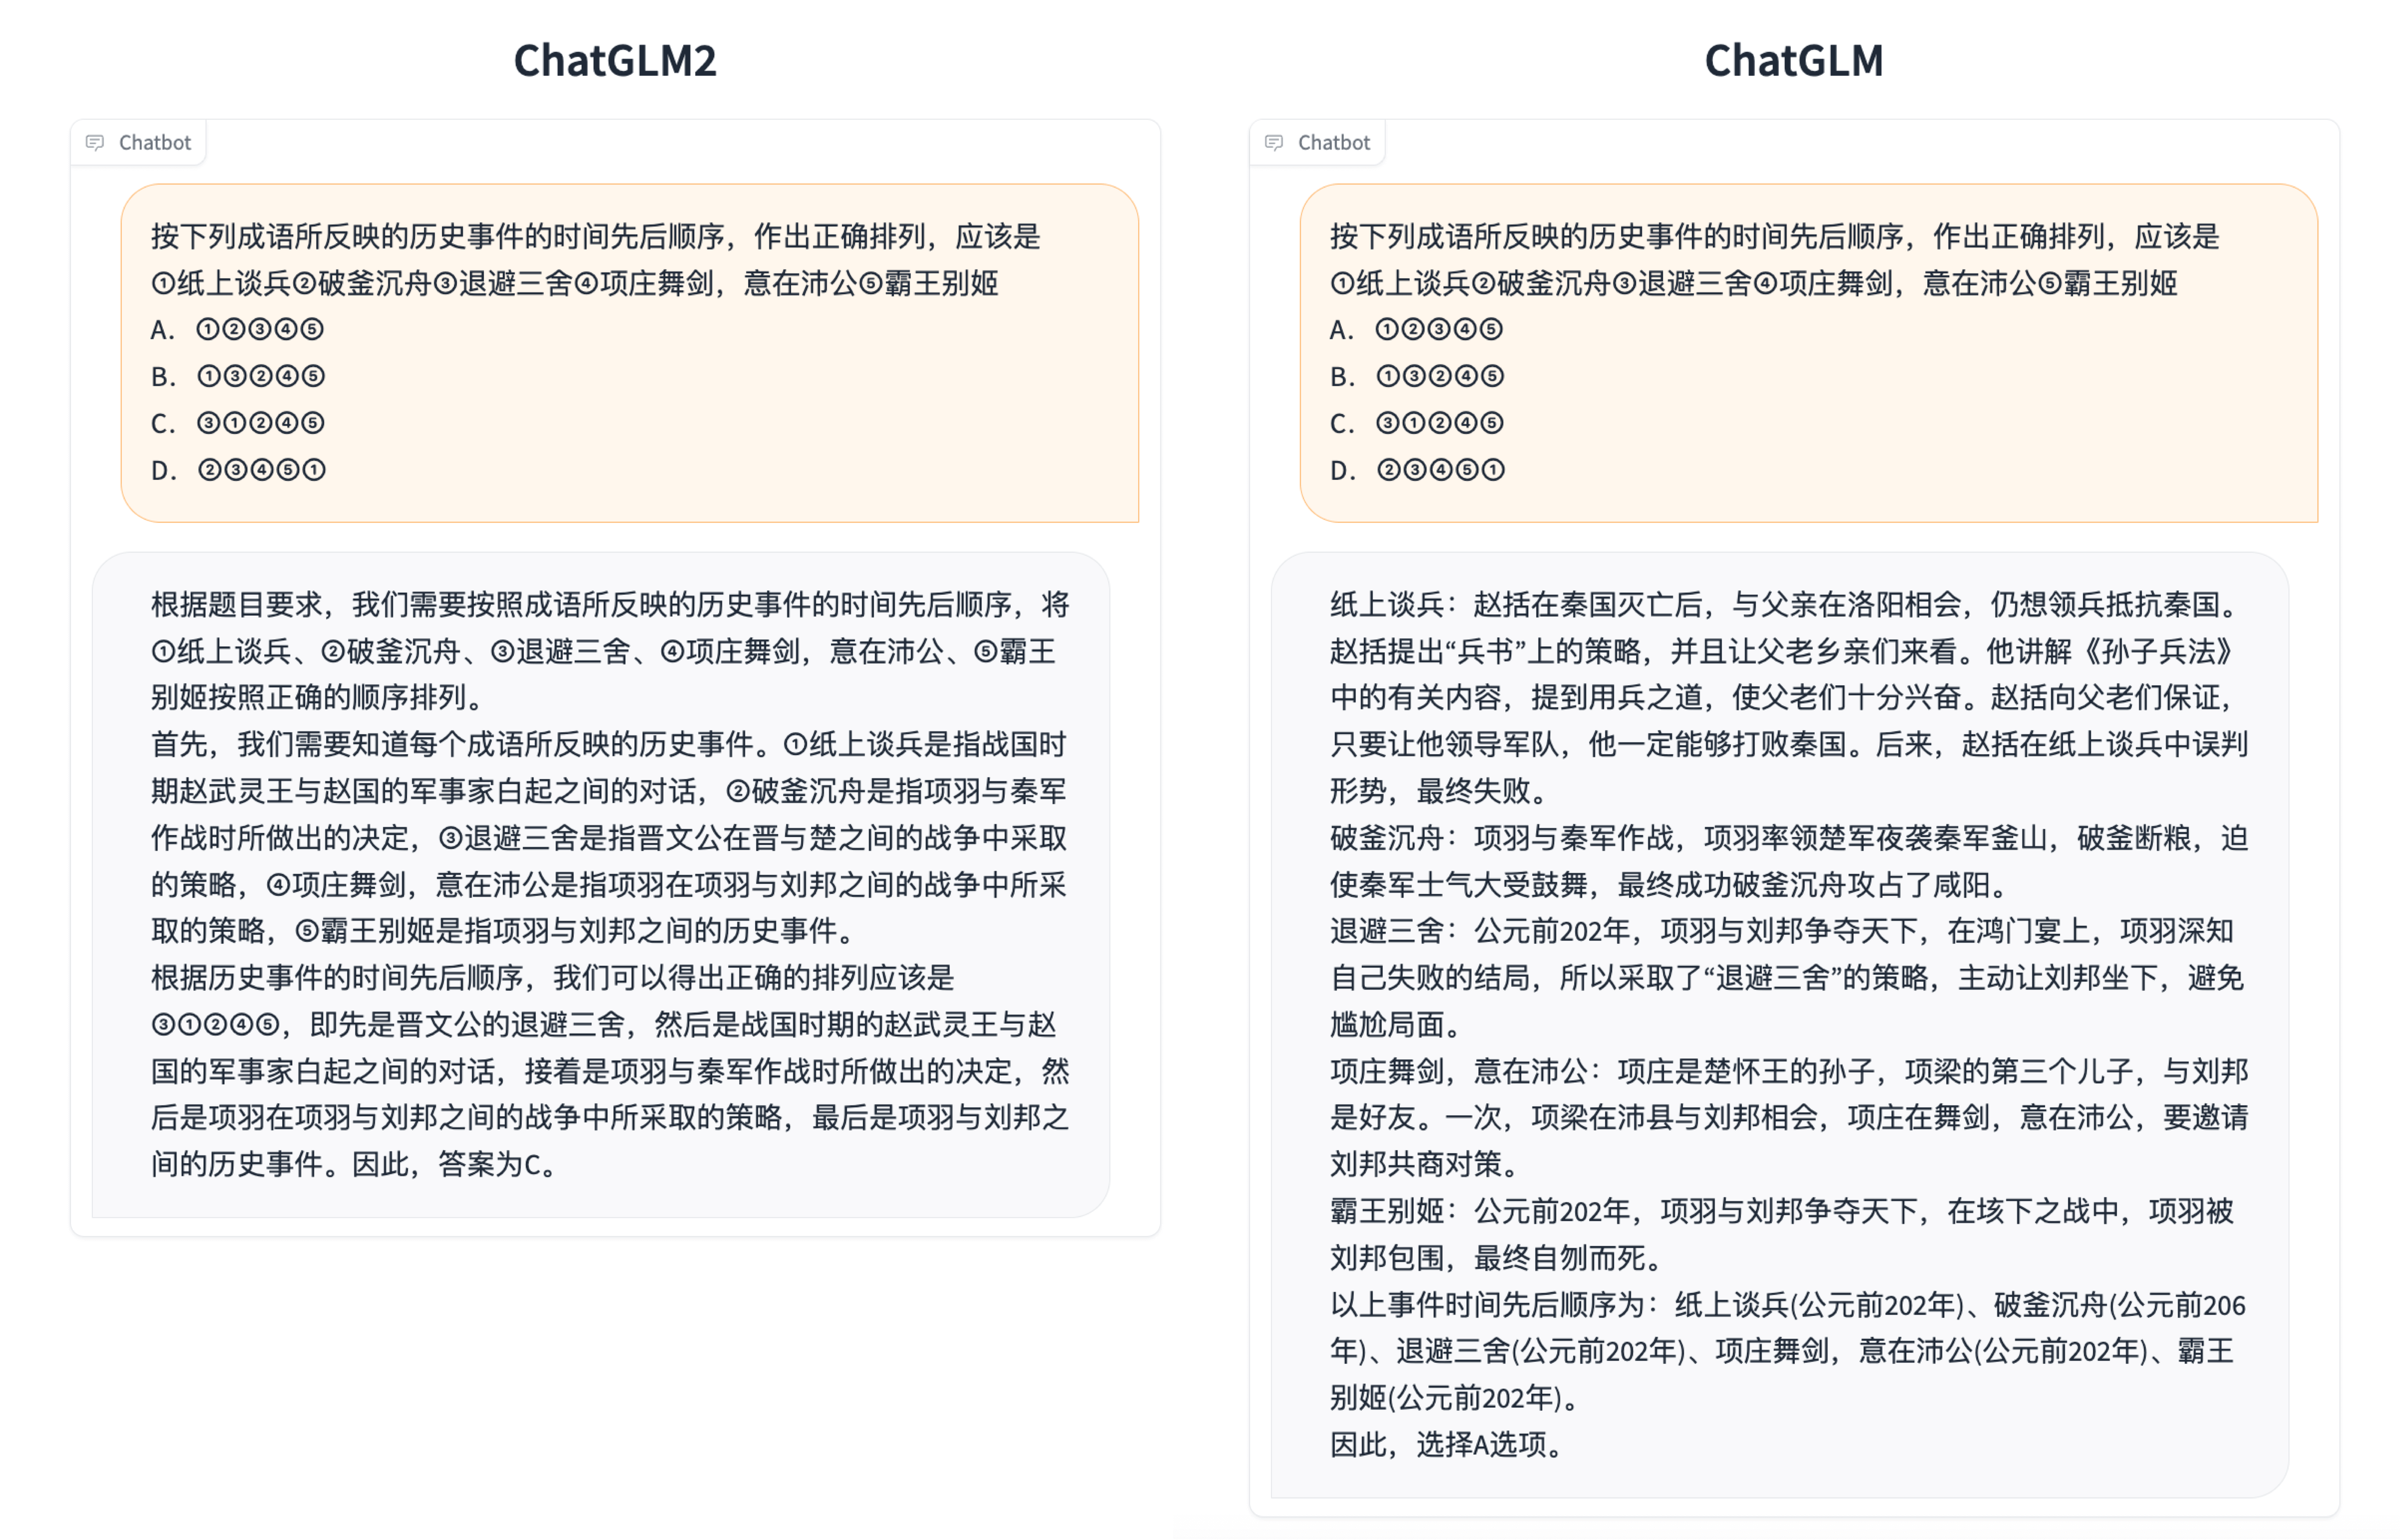 ChatGLM2
Chatbot
按下列成语所反映的历史事件的时间先后顺序，作出正确排列，应该是
①纸上谈兵②破釜沉舟③退避三舍④项庄舞剑，意在沛公⑤霸王别姬
A. ①②③④⑤
B. ①③②④⑤
C. ③①②④⑤
D. ②③④⑤①
根据题目要求，我们需要按照成语所反映的历史事件的时间先后顺序，将
①纸上谈兵、②破釜沉舟、③退避三舍、④项庄舞剑，意在沛公、⑤霸王
别姬按照正确的顺序排列。
首先，我们需要知道每个成语所反映的历史事件。①纸上谈兵是指战国时
期赵武灵王与赵国的军事家白起之间的对话，②破釜沉舟是指项羽与秦军
作战时所做出的决定，③退避三舍是指晋文公在晋与楚之间的战争中采取
的策略，④项庄舞剑，意在沛公是指项羽在项羽与刘邦之间的战争中所采
取的策略，⑤霸王别姬是指项羽与刘邦之间的历史事件。
根据历史事件的时间先后顺序，我们可以得出正确的排列应该是
③①②④⑤，即先是晋文公的退避三舍，然后是战国时期的赵武灵王与赵
国的军事家白起之间的对话，接着是项羽与秦军作战时所做出的决定，然
后是项羽在项羽与刘邦之间的战争中所采取的策略，最后是项羽与刘邦之
间的历史事件。因此，答案为C。
ChatGLM
Chatbot
按下列成语所反映的历史事件的时间先后顺序，作出正确排列，应该是
①纸上谈兵②破釜沉舟③退避三舍④项庄舞剑，意在沛公⑤霸王别姬
A. ①②③④⑤
B. ①③②④⑤
C. ③①②④⑤
D. ②③④⑤①
纸上谈兵：赵括在秦国灭亡后，与父亲在洛阳相会，仍想领兵抵抗秦国。
赵括提出“兵书”上的策略，并且让父老乡亲们来看。他讲解《孙子兵法》
中的有关内容，提到用兵之道，使父老们十分兴奋。赵括向父老们保证，
只要让他领导军队，他一定能够打败秦国。后来，赵括在纸上谈兵中误判
形势，最终失败。
破釜沉舟：项羽与秦军作战，项羽率领楚军夜袭秦军釜山，破釜断粮，迫
使秦军士气大受鼓舞，最终成功破釜沉舟攻占了咸阳。
退避三舍：公元前202年，项羽与刘邦争夺天下，在鸿门宴上，项羽深知
自己失败的结局，所以采取了“退避三舍”的策略，主动让刘邦坐下，避免
尴尬局面。
项庄舞剑，意在沛公：项庄是楚怀王的孙子，项梁的第三个儿子，与刘邦
是好友。一次，项梁在沛县与刘邦相会，项庄在舞剑，意在沛公，要邀请
刘邦共商对策。
霸王别姬：公元前202年，项羽与刘邦争夺天下，在垓下之战中，项羽被
刘邦包围，最终自刎而死。
以上事件时间先后顺序为：纸上谈兵(公元前202年)、破釜沉舟(公元前206
年)、退避三舍(公元前202年)、项庄舞剑，意在沛公(公元前202年)、霸王
别姬(公元前202年)。
因此，选择A选项。